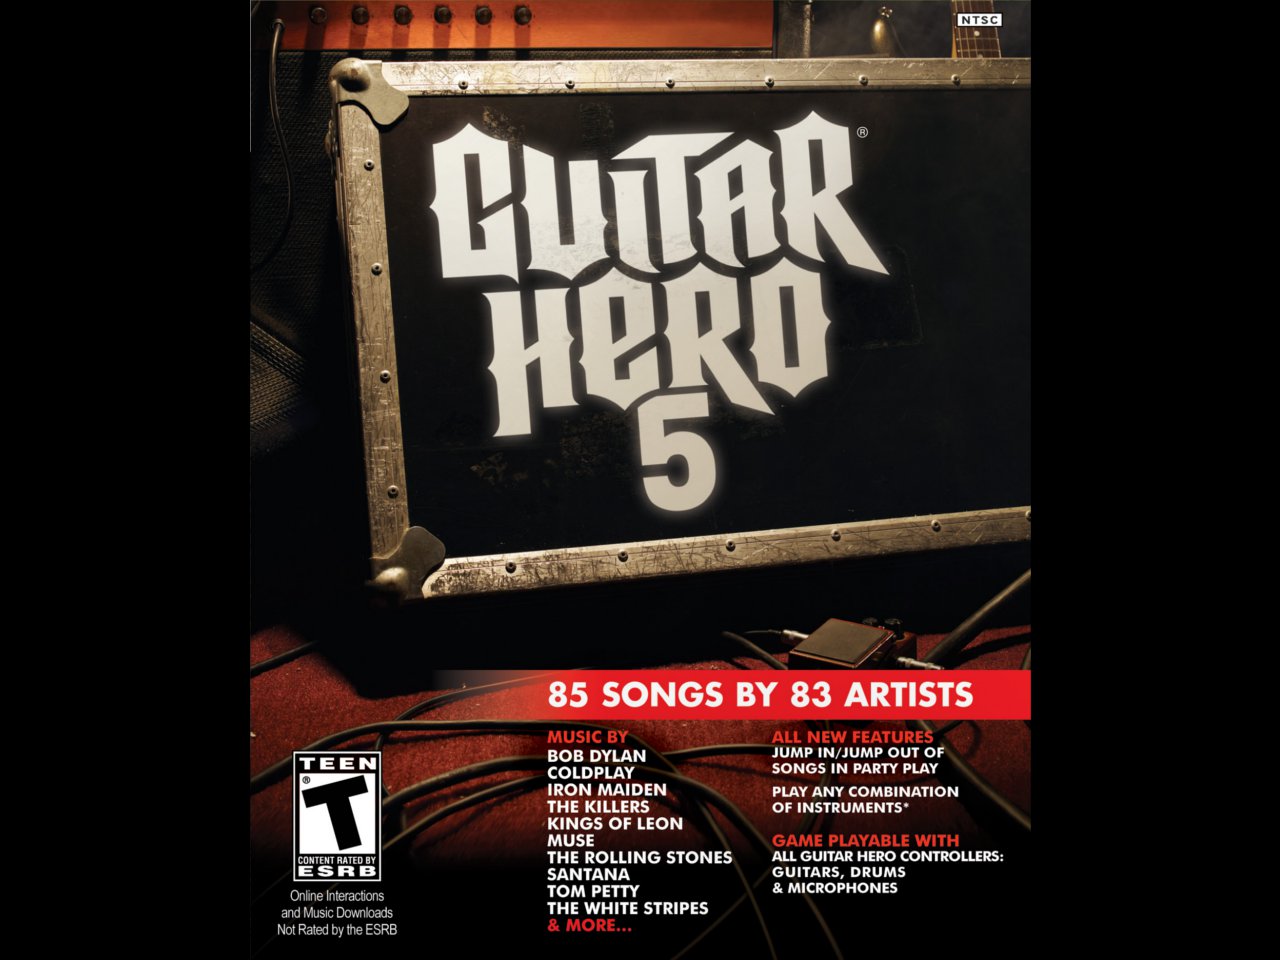 NTSC
GUITAR®
HERO
5
85 SONGS BY 83 ARTISTS
MUSIC BY
BOB DYLAN
COLDPLAY
IRON MAIDEN
THE KILLERS
KINGS OF LEON
MUSE
THE ROLLING STONES
SANTANA
TOM PETTY
THE WHITE STRIPES
& MORE...
ALL NEW FEATURES
JUMP IN/JUMP OUT OF
SONGS IN PARTY PLAY
PLAY ANY COMBINATION
OF INSTRUMENTS*
GAME PLAYABLE WITH
ALL GUITAR HERO CONTROLLERS:
GUITARS, DRUMS
& MICROPHONES
TEEN
T
®
CONTENT RATED BY
ESRB
Online Interactions
and Music Downloads
Not Rated by the ESRB